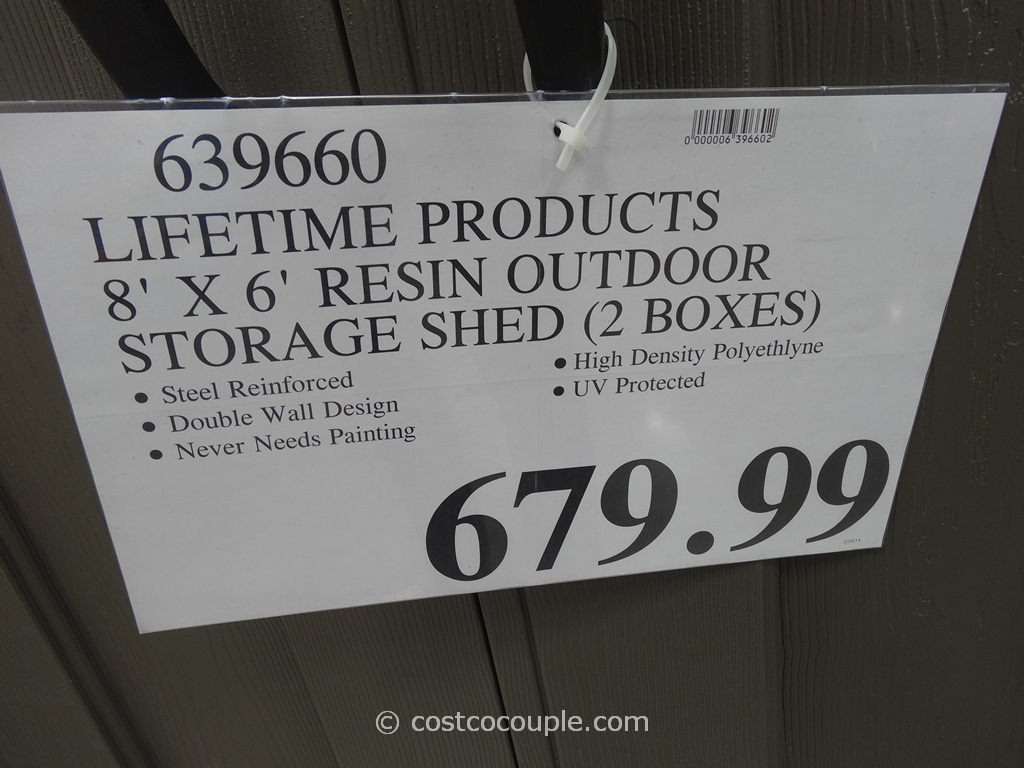 639660
0 000006 396602
LIFETIME PRODUCTS
8' X 6' RESIN OUTDOOR
STORAGE SHED (2 BOXES)
• Steel Reinforced
• Double Wall Design
• Never Needs Painting
• High Density Polyethlyne
• UV Protected
679.99
© costcocouple.com